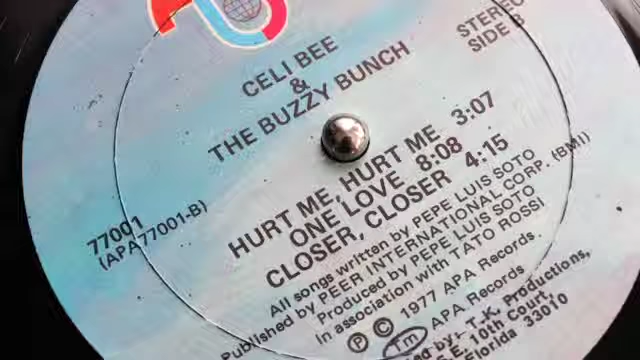 STEREO
SIDE B
CELI BEE
&
THE BUZZY BUNCH
77001
(APA77001-B)
HURT ME, HURT ME 3:07
ONE LOVE 8:08
CLOSER, CLOSER 4:15
All songs written by PEPE LUIS SOTO
Published by PEER INTERNATIONAL CORP. (BMI)
Produced by PEPE LUIS SOTO
In association with TATO ROSSI
Ⓟ © 1977 APA Records.
Tm APA Records
by T.K. Productions,
10th Court,
Florida 33010